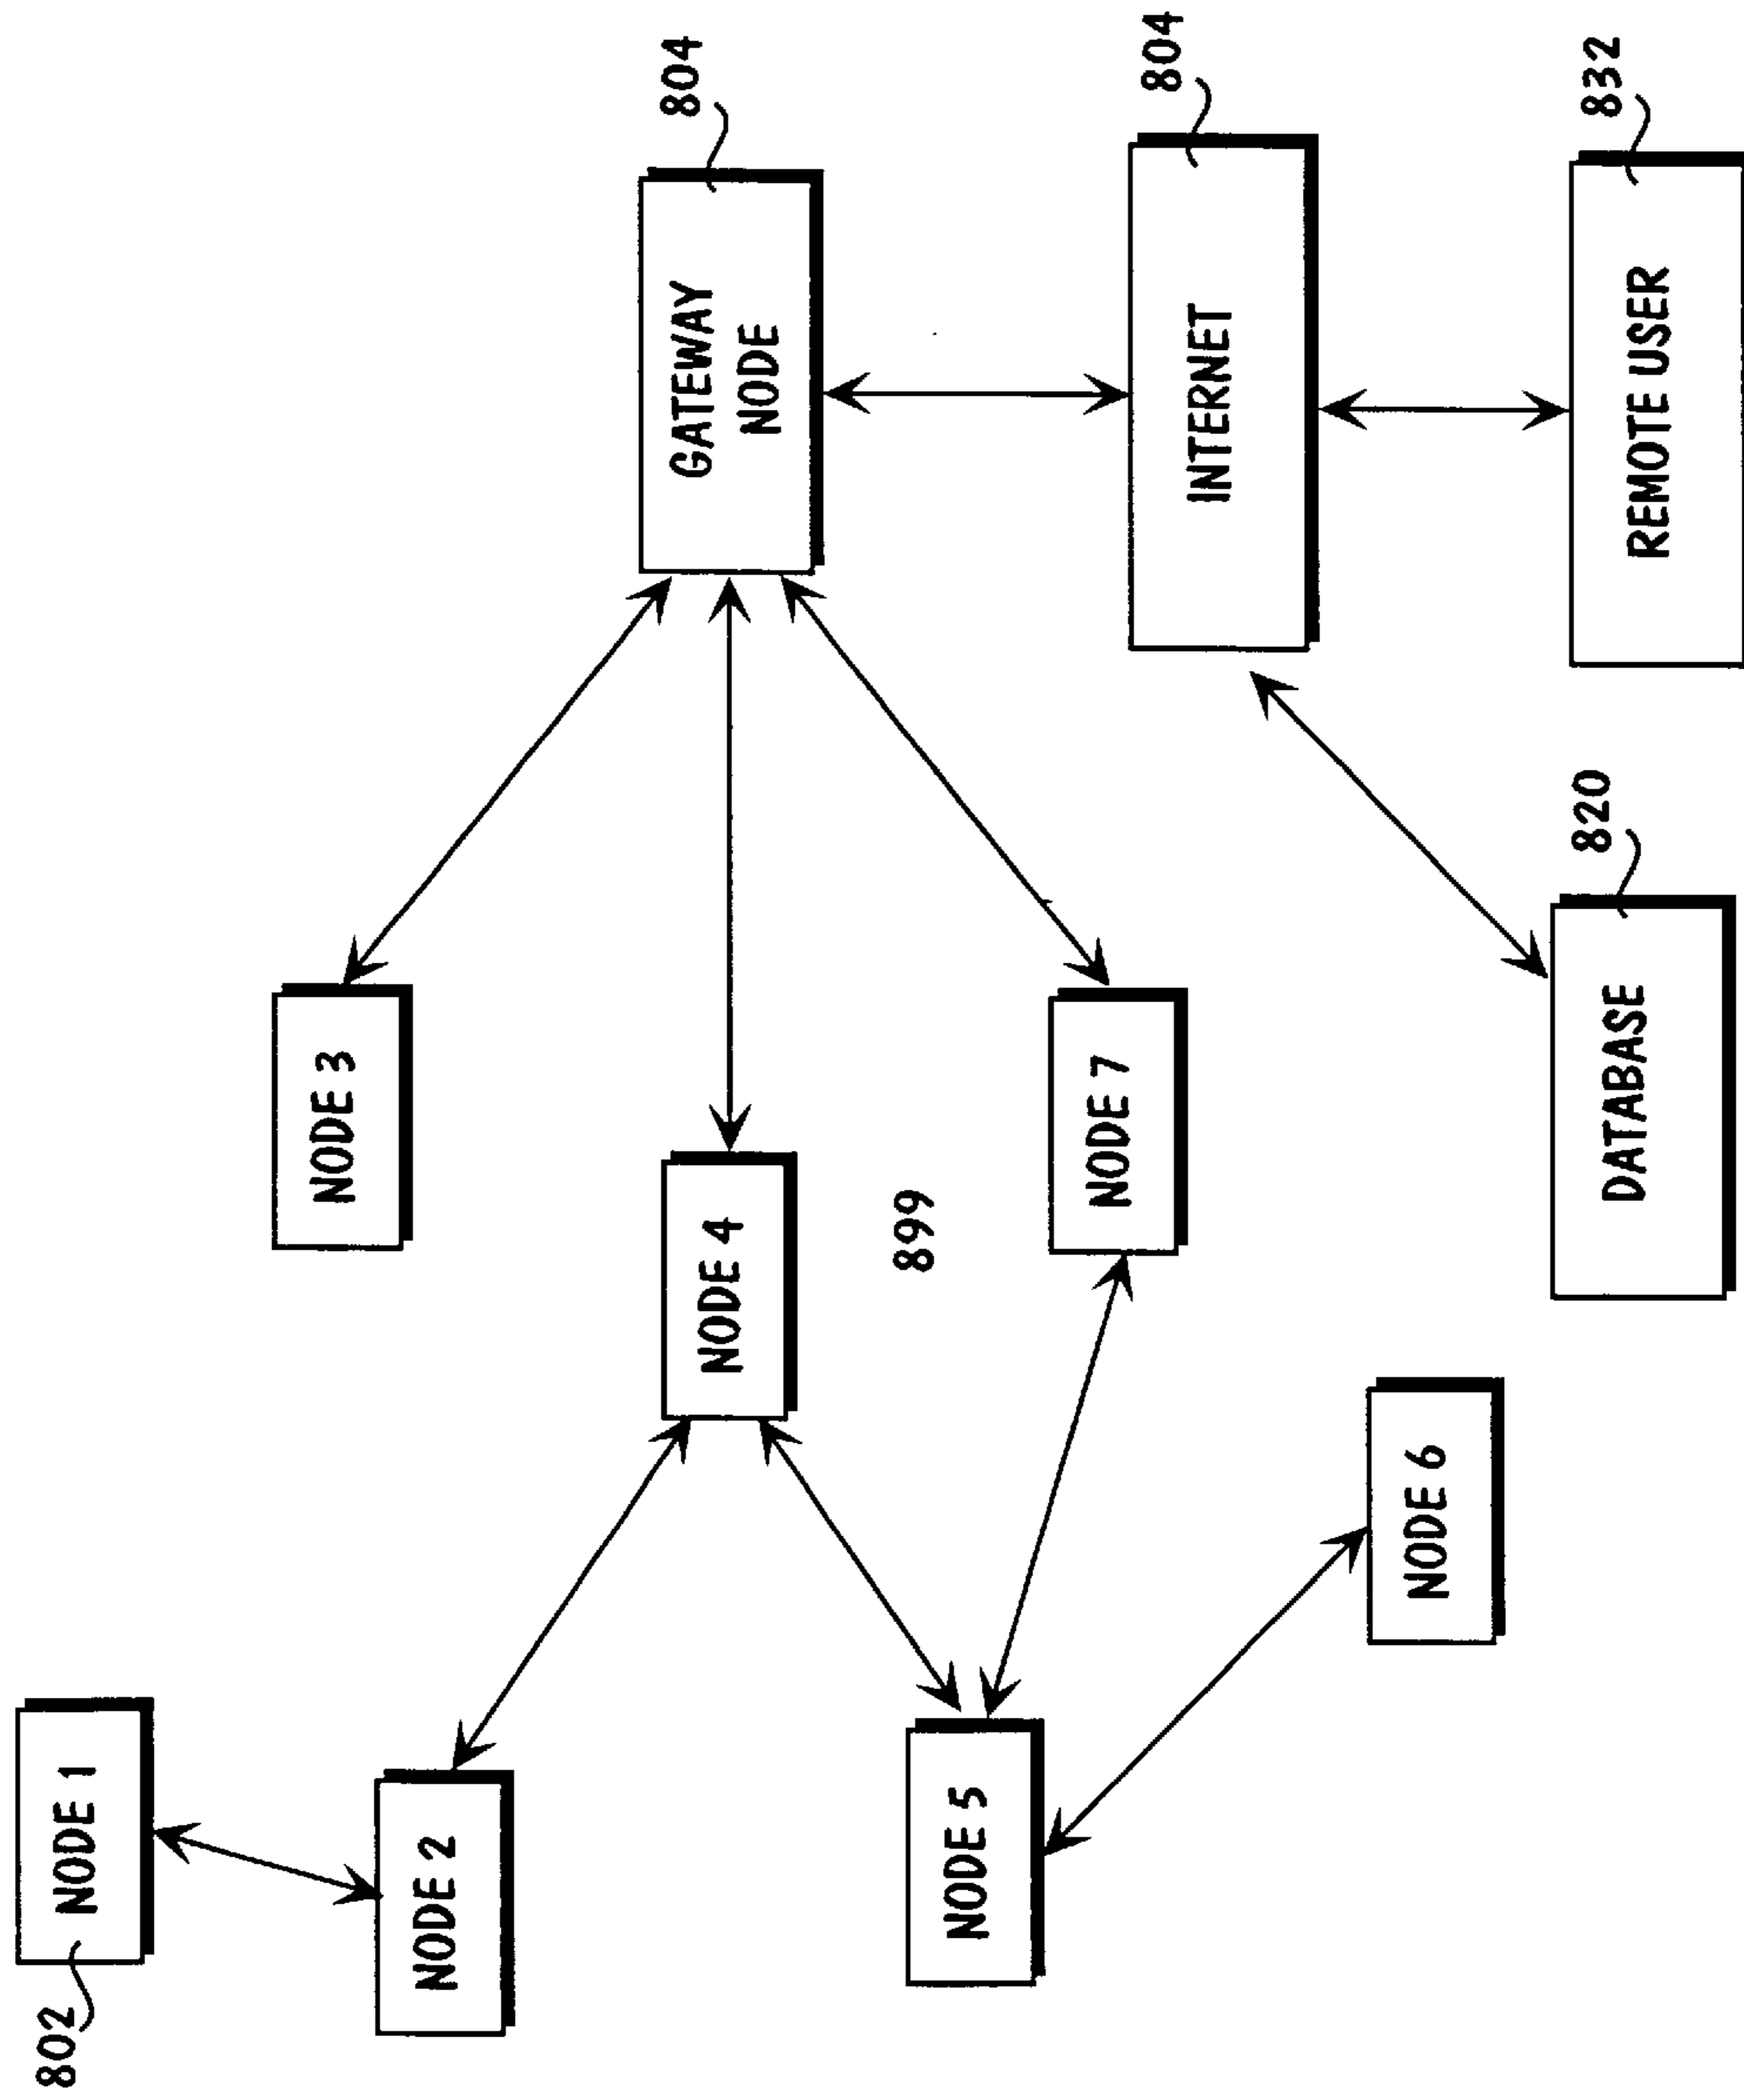 802
NODE 1
NODE 2
NODE 3
804
GATEWAY
NODE
NODE 4
899
NODE 5
NODE 7
804
INTERNET
NODE 6
820
DATABASE
832
REMOTE USER